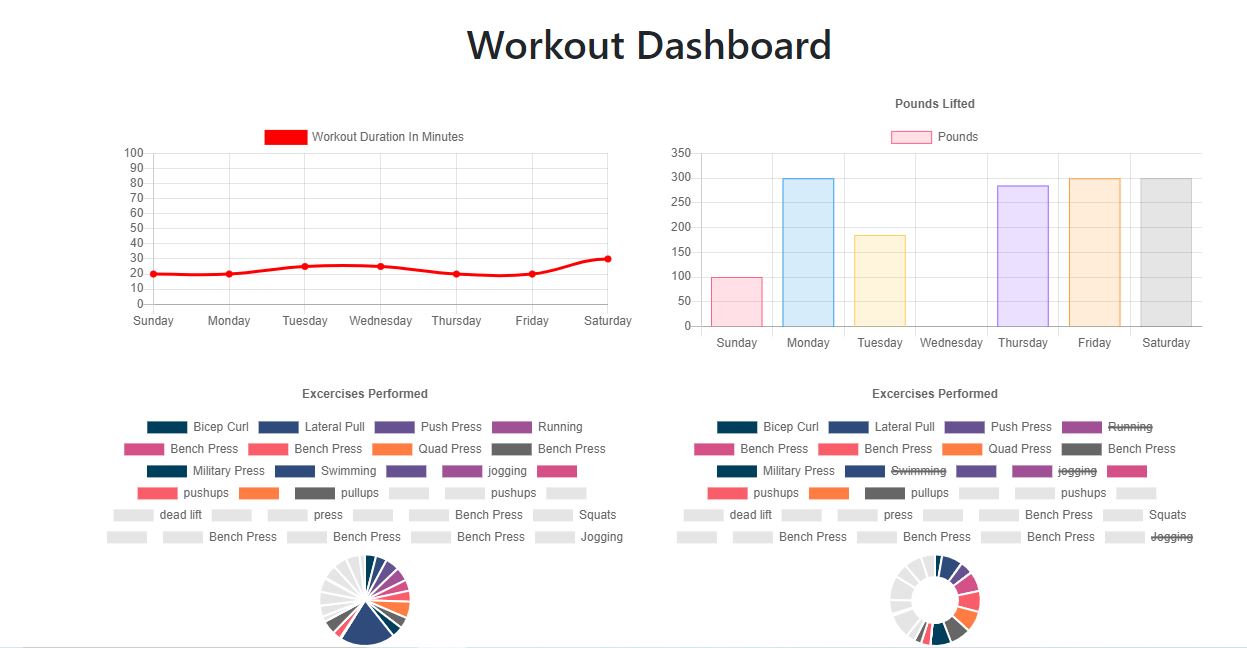 Workout Dashboard
Workout Duration In Minutes
100
90
80
70
60
50
40
30
20
10
0
Sunday Monday Tuesday Wednesday Thursday Friday Saturday
Pounds Lifted
Pounds
350
300
250
200
150
100
50
0
Sunday Monday Tuesday Wednesday Thursday Friday Saturday
Excercises Performed
Bicep Curl Lateral Pull Push Press Running
Bench Press Bench Press Quad Press Bench Press
Military Press Swimming jogging
pushups pullups pushups
dead lift press Bench Press Squats
Bench Press Bench Press Bench Press Jogging
Excercises Performed
Bicep Curl Lateral Pull Push Press Running
Bench Press Bench Press Quad Press Bench Press
Military Press Swimming jogging
pushups pullups pushups
dead lift press Bench Press Squats
Bench Press Bench Press Bench Press Jogging